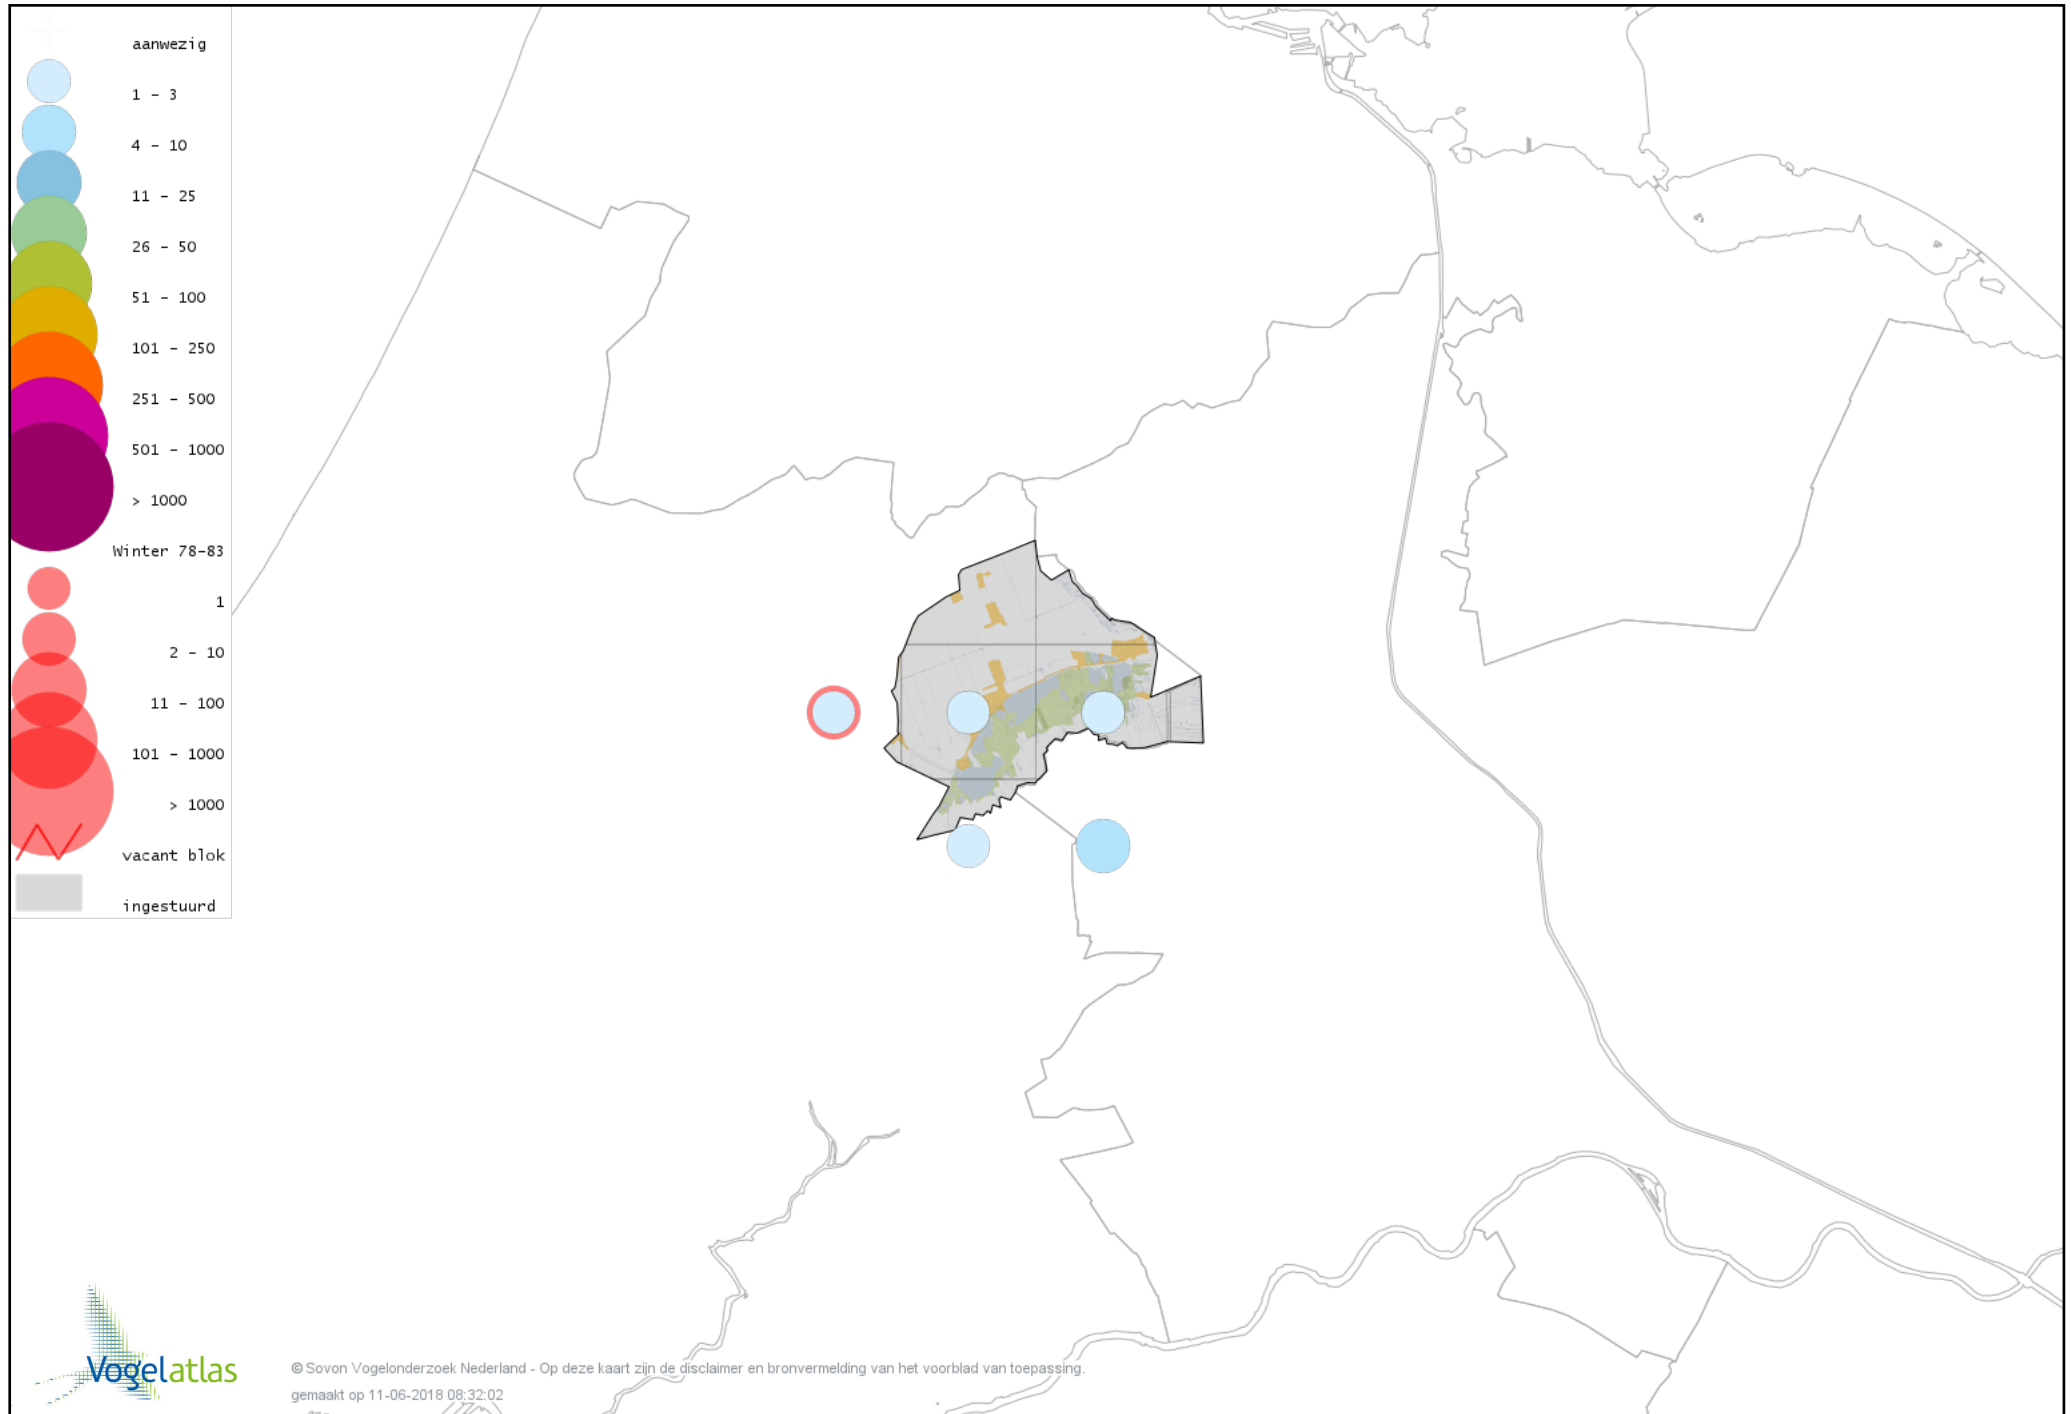 aanwezig
1 - 3
4 - 10
11 - 25
26 - 50
51 - 100
101 - 250
251 - 500
501 - 1000
> 1000
Winter 78-83
1
2 - 10
11 - 100
101 - 1000
> 1000
vacant blok
ingestuurd
Vogelatlas
© Sovon Vogelonderzoek Nederland - Op deze kaart zijn de disclaimer en bronvermelding van het voorblad van toepassing.
gemaakt op 11-06-2018 08:32:02